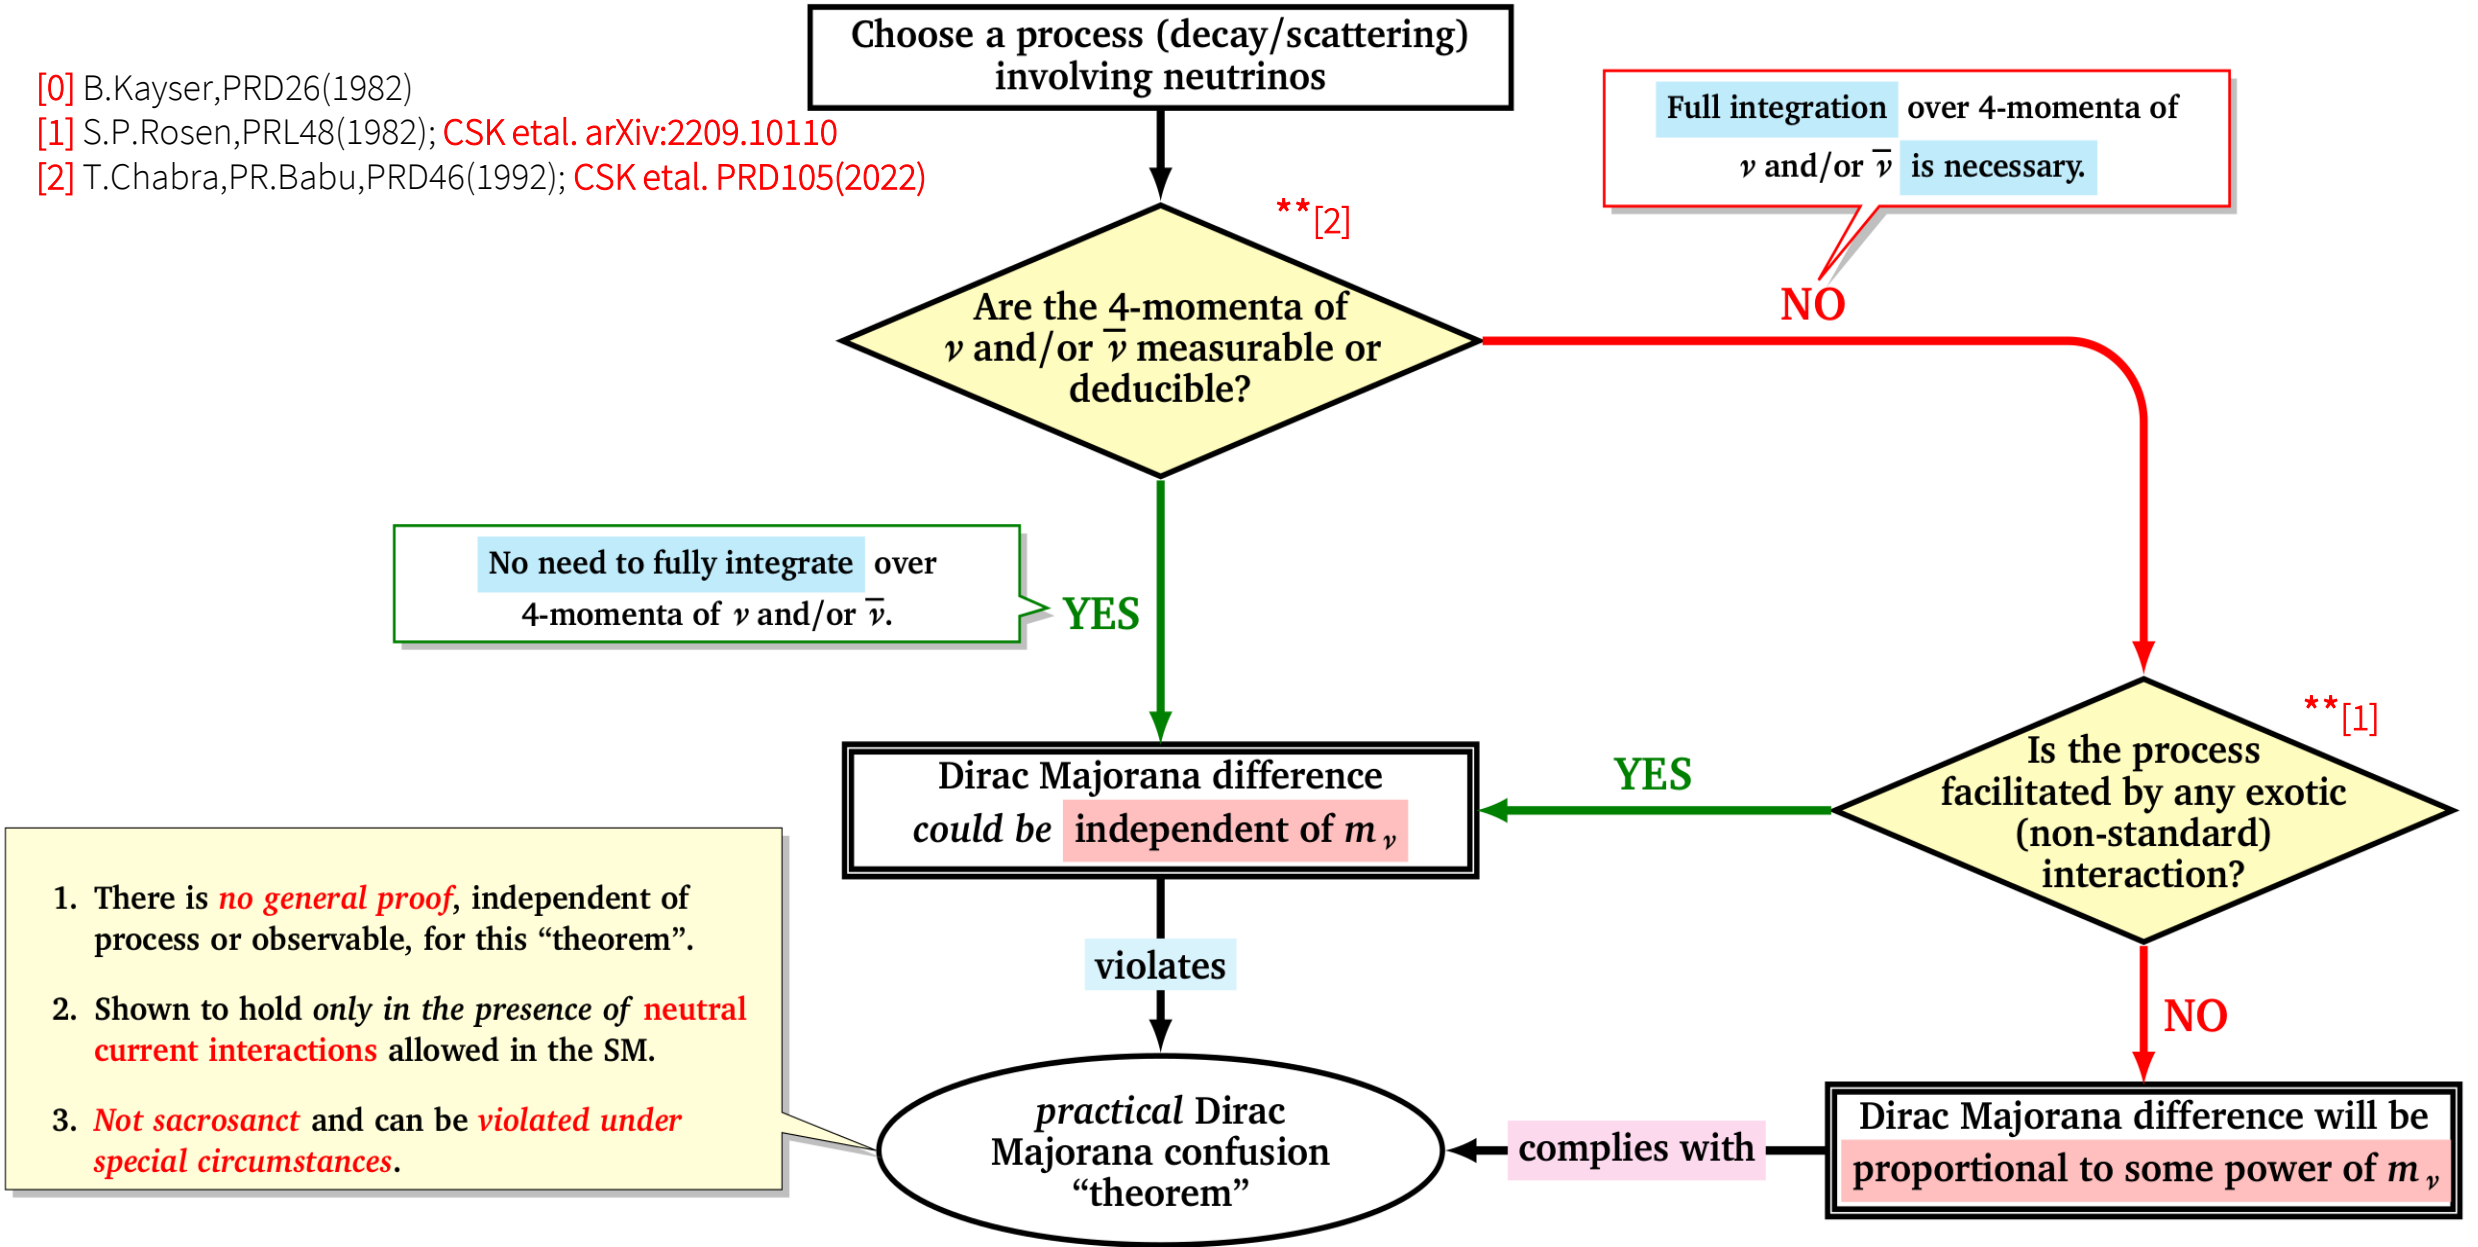 Choose a process (decay/scattering)
involving neutrinos
[0] B.Kayser,PRD26(1982)
[1] S.P.Rosen,PRL48(1982); CSK etal. arXiv:2209.10110
[2] T.Chabra,PR.Babu,PRD46(1992); CSK etal. PRD105(2022)
Full integration over 4-momenta of
ν and/or ν̅ is necessary.
**[2]
NO
Are the 4-momenta of
ν and/or ν̅ measurable or
deducible?
No need to fully integrate over
4-momenta of ν and/or ν̅.
YES
**[1]
Is the process
facilitated by any exotic
(non-standard)
interaction?
YES
Dirac Majorana difference
could be independent of mν
violates
NO
1. There is no general proof, independent of
process or observable, for this “theorem”.
2. Shown to hold only in the presence of neutral
current interactions allowed in the SM.
3. Not sacrosanct and can be violated under
special circumstances.
practical Dirac
Majorana confusion
“theorem”
complies with
Dirac Majorana difference will be
proportional to some power of mν